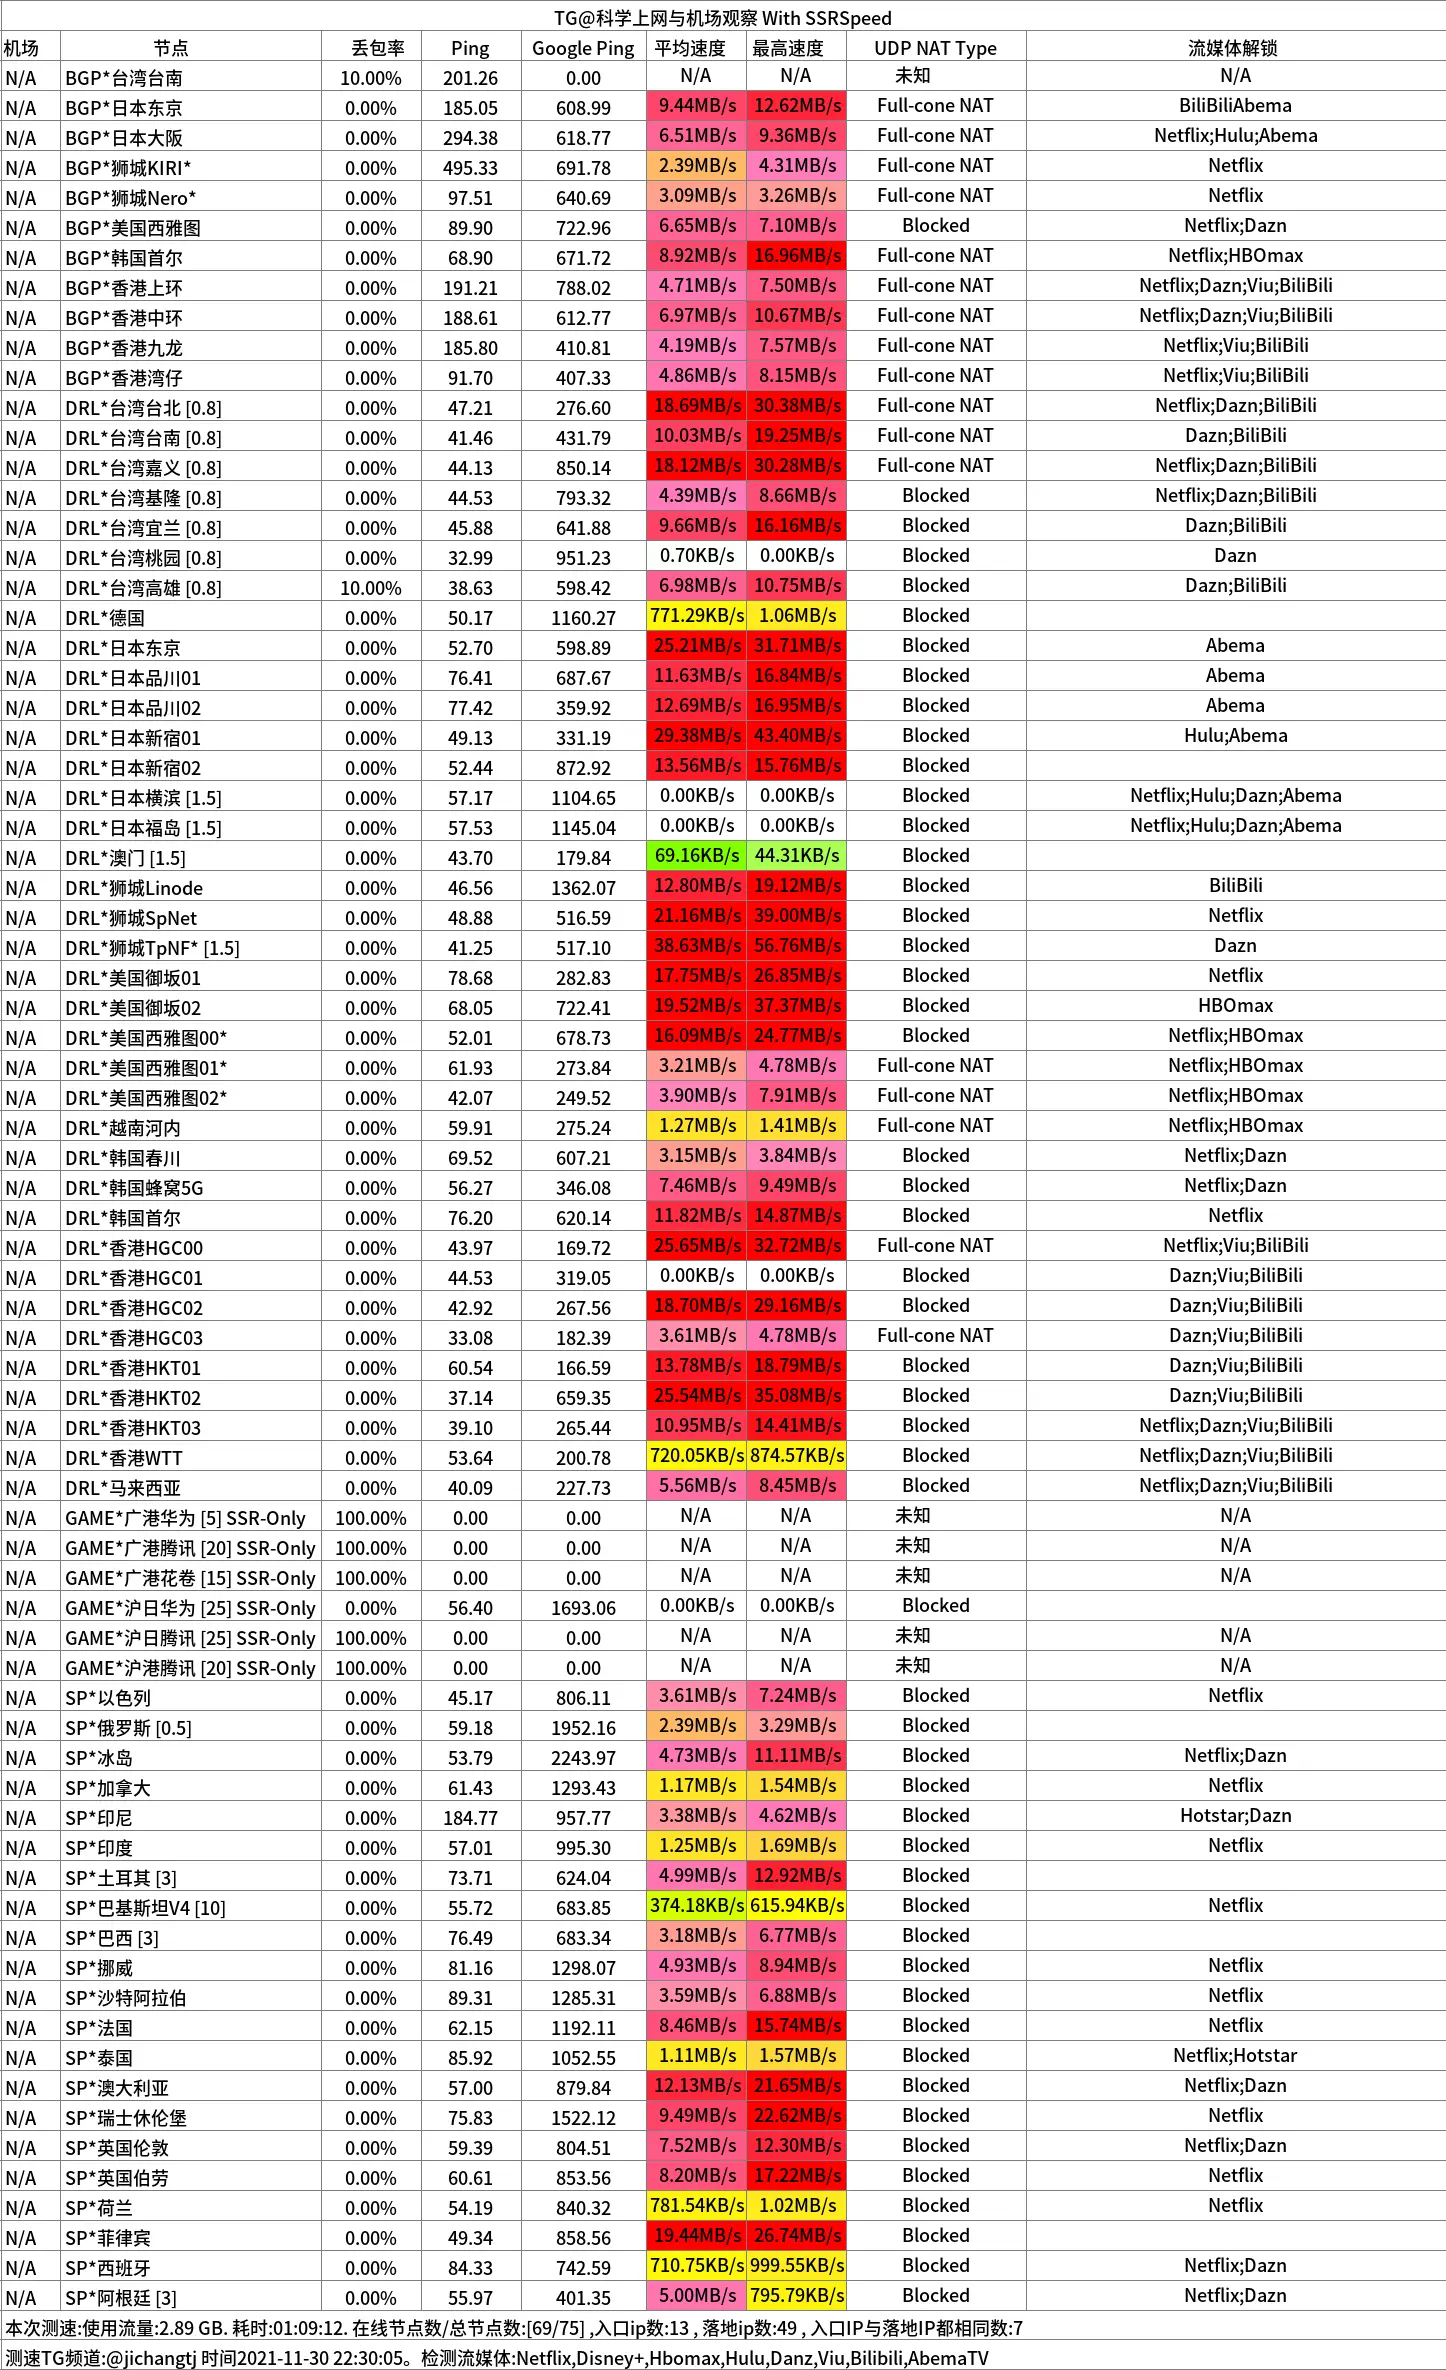 TG@科学上网与机场观察 With SSRSpeed
机场 节点 丢包率 Ping Google Ping 平均速度 最高速度 UDP NAT Type 流媒体解锁
N/A BGP*台湾台南 10.00% 201.26 0.00 N/A N/A 未知 N/A
N/A BGP*日本东京 0.00% 185.05 608.99 9.44MB/s 12.62MB/s Full-cone NAT BiliBiliAbema
N/A BGP*日本大阪 0.00% 294.38 618.77 6.51MB/s 9.36MB/s Full-cone NAT Netflix;Hulu;Abema
N/A BGP*狮城KIRI* 0.00% 495.33 691.78 2.39MB/s 4.31MB/s Full-cone NAT Netflix
N/A BGP*狮城Nero* 0.00% 97.51 640.69 3.09MB/s 3.26MB/s Full-cone NAT Netflix
N/A BGP*美国西雅图 0.00% 89.90 722.96 6.65MB/s 7.10MB/s Blocked Netflix;Dazn
N/A BGP*韩国首尔 0.00% 68.90 671.72 8.92MB/s 16.96MB/s Full-cone NAT Netflix;HBOmax
N/A BGP*香港上环 0.00% 191.21 788.02 4.71MB/s 7.50MB/s Full-cone NAT Netflix;Dazn;Viu;BiliBili
N/A BGP*香港中环 0.00% 188.61 612.77 6.97MB/s 10.67MB/s Full-cone NAT Netflix;Dazn;Viu;BiliBili
N/A BGP*香港九龙 0.00% 185.80 410.81 4.19MB/s 7.57MB/s Full-cone NAT Netflix;Viu;BiliBili
N/A BGP*香港湾仔 0.00% 91.70 407.33 4.86MB/s 8.15MB/s Full-cone NAT Netflix;Viu;BiliBili
N/A DRL*台湾台北 [0.8] 0.00% 47.21 276.60 18.69MB/s 30.38MB/s Full-cone NAT Netflix;Dazn;BiliBili
N/A DRL*台湾台南 [0.8] 0.00% 41.46 431.79 10.03MB/s 19.25MB/s Full-cone NAT Dazn;BiliBili
N/A DRL*台湾嘉义 [0.8] 0.00% 44.13 850.14 18.12MB/s 30.28MB/s Full-cone NAT Netflix;Dazn;BiliBili
N/A DRL*台湾基隆 [0.8] 0.00% 44.53 793.32 4.39MB/s 8.66MB/s Blocked Netflix;Dazn;BiliBili
N/A DRL*台湾宜兰 [0.8] 0.00% 45.88 641.88 9.66MB/s 16.16MB/s Blocked Dazn;BiliBili
N/A DRL*台湾桃园 [0.8] 0.00% 32.99 951.23 0.70KB/s 0.00KB/s Blocked Dazn
N/A DRL*台湾高雄 [0.8] 10.00% 38.63 598.42 6.98MB/s 10.75MB/s Blocked Dazn;BiliBili
N/A DRL*德国 0.00% 50.17 1160.27 771.29KB/s 1.06MB/s Blocked
N/A DRL*日本东京 0.00% 52.70 598.89 25.21MB/s 31.71MB/s Blocked Abema
N/A DRL*日本品川01 0.00% 76.41 687.67 11.63MB/s 16.84MB/s Blocked Abema
N/A DRL*日本品川02 0.00% 77.42 359.92 12.69MB/s 16.95MB/s Blocked Abema
N/A DRL*日本新宿01 0.00% 49.13 331.19 29.38MB/s 43.40MB/s Blocked Hulu;Abema
N/A DRL*日本新宿02 0.00% 52.44 872.92 13.56MB/s 15.76MB/s Blocked
N/A DRL*日本横滨 [1.5] 0.00% 57.17 1104.65 0.00KB/s 0.00KB/s Blocked Netflix;Hulu;Dazn;Abema
N/A DRL*日本福岛 [1.5] 0.00% 57.53 1145.04 0.00KB/s 0.00KB/s Blocked Netflix;Hulu;Dazn;Abema
N/A DRL*澳门 [1.5] 0.00% 43.70 179.84 69.16KB/s 44.31KB/s Blocked
N/A DRL*狮城Linode 0.00% 46.56 1362.07 12.80MB/s 19.12MB/s Blocked BiliBili
N/A DRL*狮城SpNet 0.00% 48.88 516.59 21.16MB/s 39.00MB/s Blocked Netflix
N/A DRL*狮城TpNF* [1.5] 0.00% 41.25 517.10 38.63MB/s 56.76MB/s Blocked Dazn
N/A DRL*美国御坂01 0.00% 78.68 282.83 17.75MB/s 26.85MB/s Blocked Netflix
N/A DRL*美国御坂02 0.00% 68.05 722.41 19.52MB/s 37.37MB/s Blocked HBOmax
N/A DRL*美国西雅图00* 0.00% 52.01 678.73 16.09MB/s 24.77MB/s Blocked Netflix;HBOmax
N/A DRL*美国西雅图01* 0.00% 61.93 273.84 3.21MB/s 4.78MB/s Full-cone NAT Netflix;HBOmax
N/A DRL*美国西雅图02* 0.00% 42.07 249.52 3.90MB/s 7.91MB/s Full-cone NAT Netflix;HBOmax
N/A DRL*越南河内 0.00% 59.91 275.24 1.27MB/s 1.41MB/s Full-cone NAT Netflix;HBOmax
N/A DRL*韩国春川 0.00% 69.52 607.21 3.15MB/s 3.84MB/s Blocked Netflix;Dazn
N/A DRL*韩国蜂窝5G 0.00% 56.27 346.08 7.46MB/s 9.49MB/s Blocked Netflix;Dazn
N/A DRL*韩国首尔 0.00% 76.20 620.14 11.82MB/s 14.87MB/s Blocked Netflix
N/A DRL*香港HGC00 0.00% 43.97 169.72 25.65MB/s 32.72MB/s Full-cone NAT Netflix;Viu;BiliBili
N/A DRL*香港HGC01 0.00% 44.53 319.05 0.00KB/s 0.00KB/s Blocked Dazn;Viu;BiliBili
N/A DRL*香港HGC02 0.00% 42.92 267.56 18.70MB/s 29.16MB/s Blocked Dazn;Viu;BiliBili
N/A DRL*香港HGC03 0.00% 33.08 182.39 3.61MB/s 4.78MB/s Full-cone NAT Dazn;Viu;BiliBili
N/A DRL*香港HKT01 0.00% 60.54 166.59 13.78MB/s 18.79MB/s Blocked Dazn;Viu;BiliBili
N/A DRL*香港HKT02 0.00% 37.14 659.35 25.54MB/s 35.08MB/s Blocked Dazn;Viu;BiliBili
N/A DRL*香港HKT03 0.00% 39.10 265.44 10.95MB/s 14.41MB/s Blocked Netflix;Dazn;Viu;BiliBili
N/A DRL*香港WTT 0.00% 53.64 200.78 720.05KB/s 874.57KB/s Blocked Netflix;Dazn;Viu;BiliBili
N/A DRL*马来西亚 0.00% 40.09 227.73 5.56MB/s 8.45MB/s Blocked Netflix;Dazn;Viu;BiliBili
N/A GAME*广港华为 [5] SSR-Only 100.00% 0.00 0.00 N/A N/A 未知 N/A
N/A GAME*广港腾讯 [20] SSR-Only 100.00% 0.00 0.00 N/A N/A 未知 N/A
N/A GAME*广港花卷 [15] SSR-Only 100.00% 0.00 0.00 N/A N/A 未知 N/A
N/A GAME*沪日华为 [25] SSR-Only 0.00% 56.40 1693.06 0.00KB/s 0.00KB/s Blocked
N/A GAME*沪日腾讯 [25] SSR-Only 100.00% 0.00 0.00 N/A N/A 未知 N/A
N/A GAME*沪港腾讯 [20] SSR-Only 100.00% 0.00 0.00 N/A N/A 未知 N/A
N/A SP*以色列 0.00% 45.17 806.11 3.61MB/s 7.24MB/s Blocked Netflix
N/A SP*俄罗斯 [0.5] 0.00% 59.18 1952.16 2.39MB/s 3.29MB/s Blocked
N/A SP*冰岛 0.00% 53.79 2243.97 4.73MB/s 11.11MB/s Blocked Netflix;Dazn
N/A SP*加拿大 0.00% 61.43 1293.43 1.17MB/s 1.54MB/s Blocked Netflix
N/A SP*印尼 0.00% 184.77 957.77 3.38MB/s 4.62MB/s Blocked Hotstar;Dazn
N/A SP*印度 0.00% 57.01 995.30 1.25MB/s 1.69MB/s Blocked Netflix
N/A SP*土耳其 [3] 0.00% 73.71 624.04 4.99MB/s 12.92MB/s Blocked
N/A SP*巴基斯坦V4 [10] 0.00% 55.72 683.85 374.18KB/s 615.94KB/s Blocked Netflix
N/A SP*巴西 [3] 0.00% 76.49 683.34 3.18MB/s 6.77MB/s Blocked
N/A SP*挪威 0.00% 81.16 1298.07 4.93MB/s 8.94MB/s Blocked Netflix
N/A SP*沙特阿拉伯 0.00% 89.31 1285.31 3.59MB/s 6.88MB/s Blocked Netflix
N/A SP*法国 0.00% 62.15 1192.11 8.46MB/s 15.74MB/s Blocked Netflix
N/A SP*泰国 0.00% 85.92 1052.55 1.11MB/s 1.57MB/s Blocked Netflix;Hotstar
N/A SP*澳大利亚 0.00% 57.00 879.84 12.13MB/s 21.65MB/s Blocked Netflix;Dazn
N/A SP*瑞士休伦堡 0.00% 75.83 1522.12 9.49MB/s 22.62MB/s Blocked Netflix
N/A SP*英国伦敦 0.00% 59.39 804.51 7.52MB/s 12.30MB/s Blocked Netflix;Dazn
N/A SP*英国伯劳 0.00% 60.61 853.56 8.20MB/s 17.22MB/s Blocked Netflix
N/A SP*荷兰 0.00% 54.19 840.32 781.54KB/s 1.02MB/s Blocked Netflix
N/A SP*菲律宾 0.00% 49.34 858.56 19.44MB/s 26.74MB/s Blocked
N/A SP*西班牙 0.00% 84.33 742.59 710.75KB/s 999.55KB/s Blocked Netflix;Dazn
N/A SP*阿根廷 [3] 0.00% 55.97 401.35 5.00MB/s 795.79KB/s Blocked Netflix;Dazn
本次测速:使用流量:2.89 GB. 耗时:01:09:12. 在线节点数/总节点数:[69/75] ,入口ip数:13 , 落地ip数:49 , 入口IP与落地IP都相同数:7
测速TG频道:@jichangtj 时间2021-11-30 22:30:05。检测流媒体:Netflix,Disney+,Hbomax,Hulu,Danz,Viu,Bilibili,AbemaTV